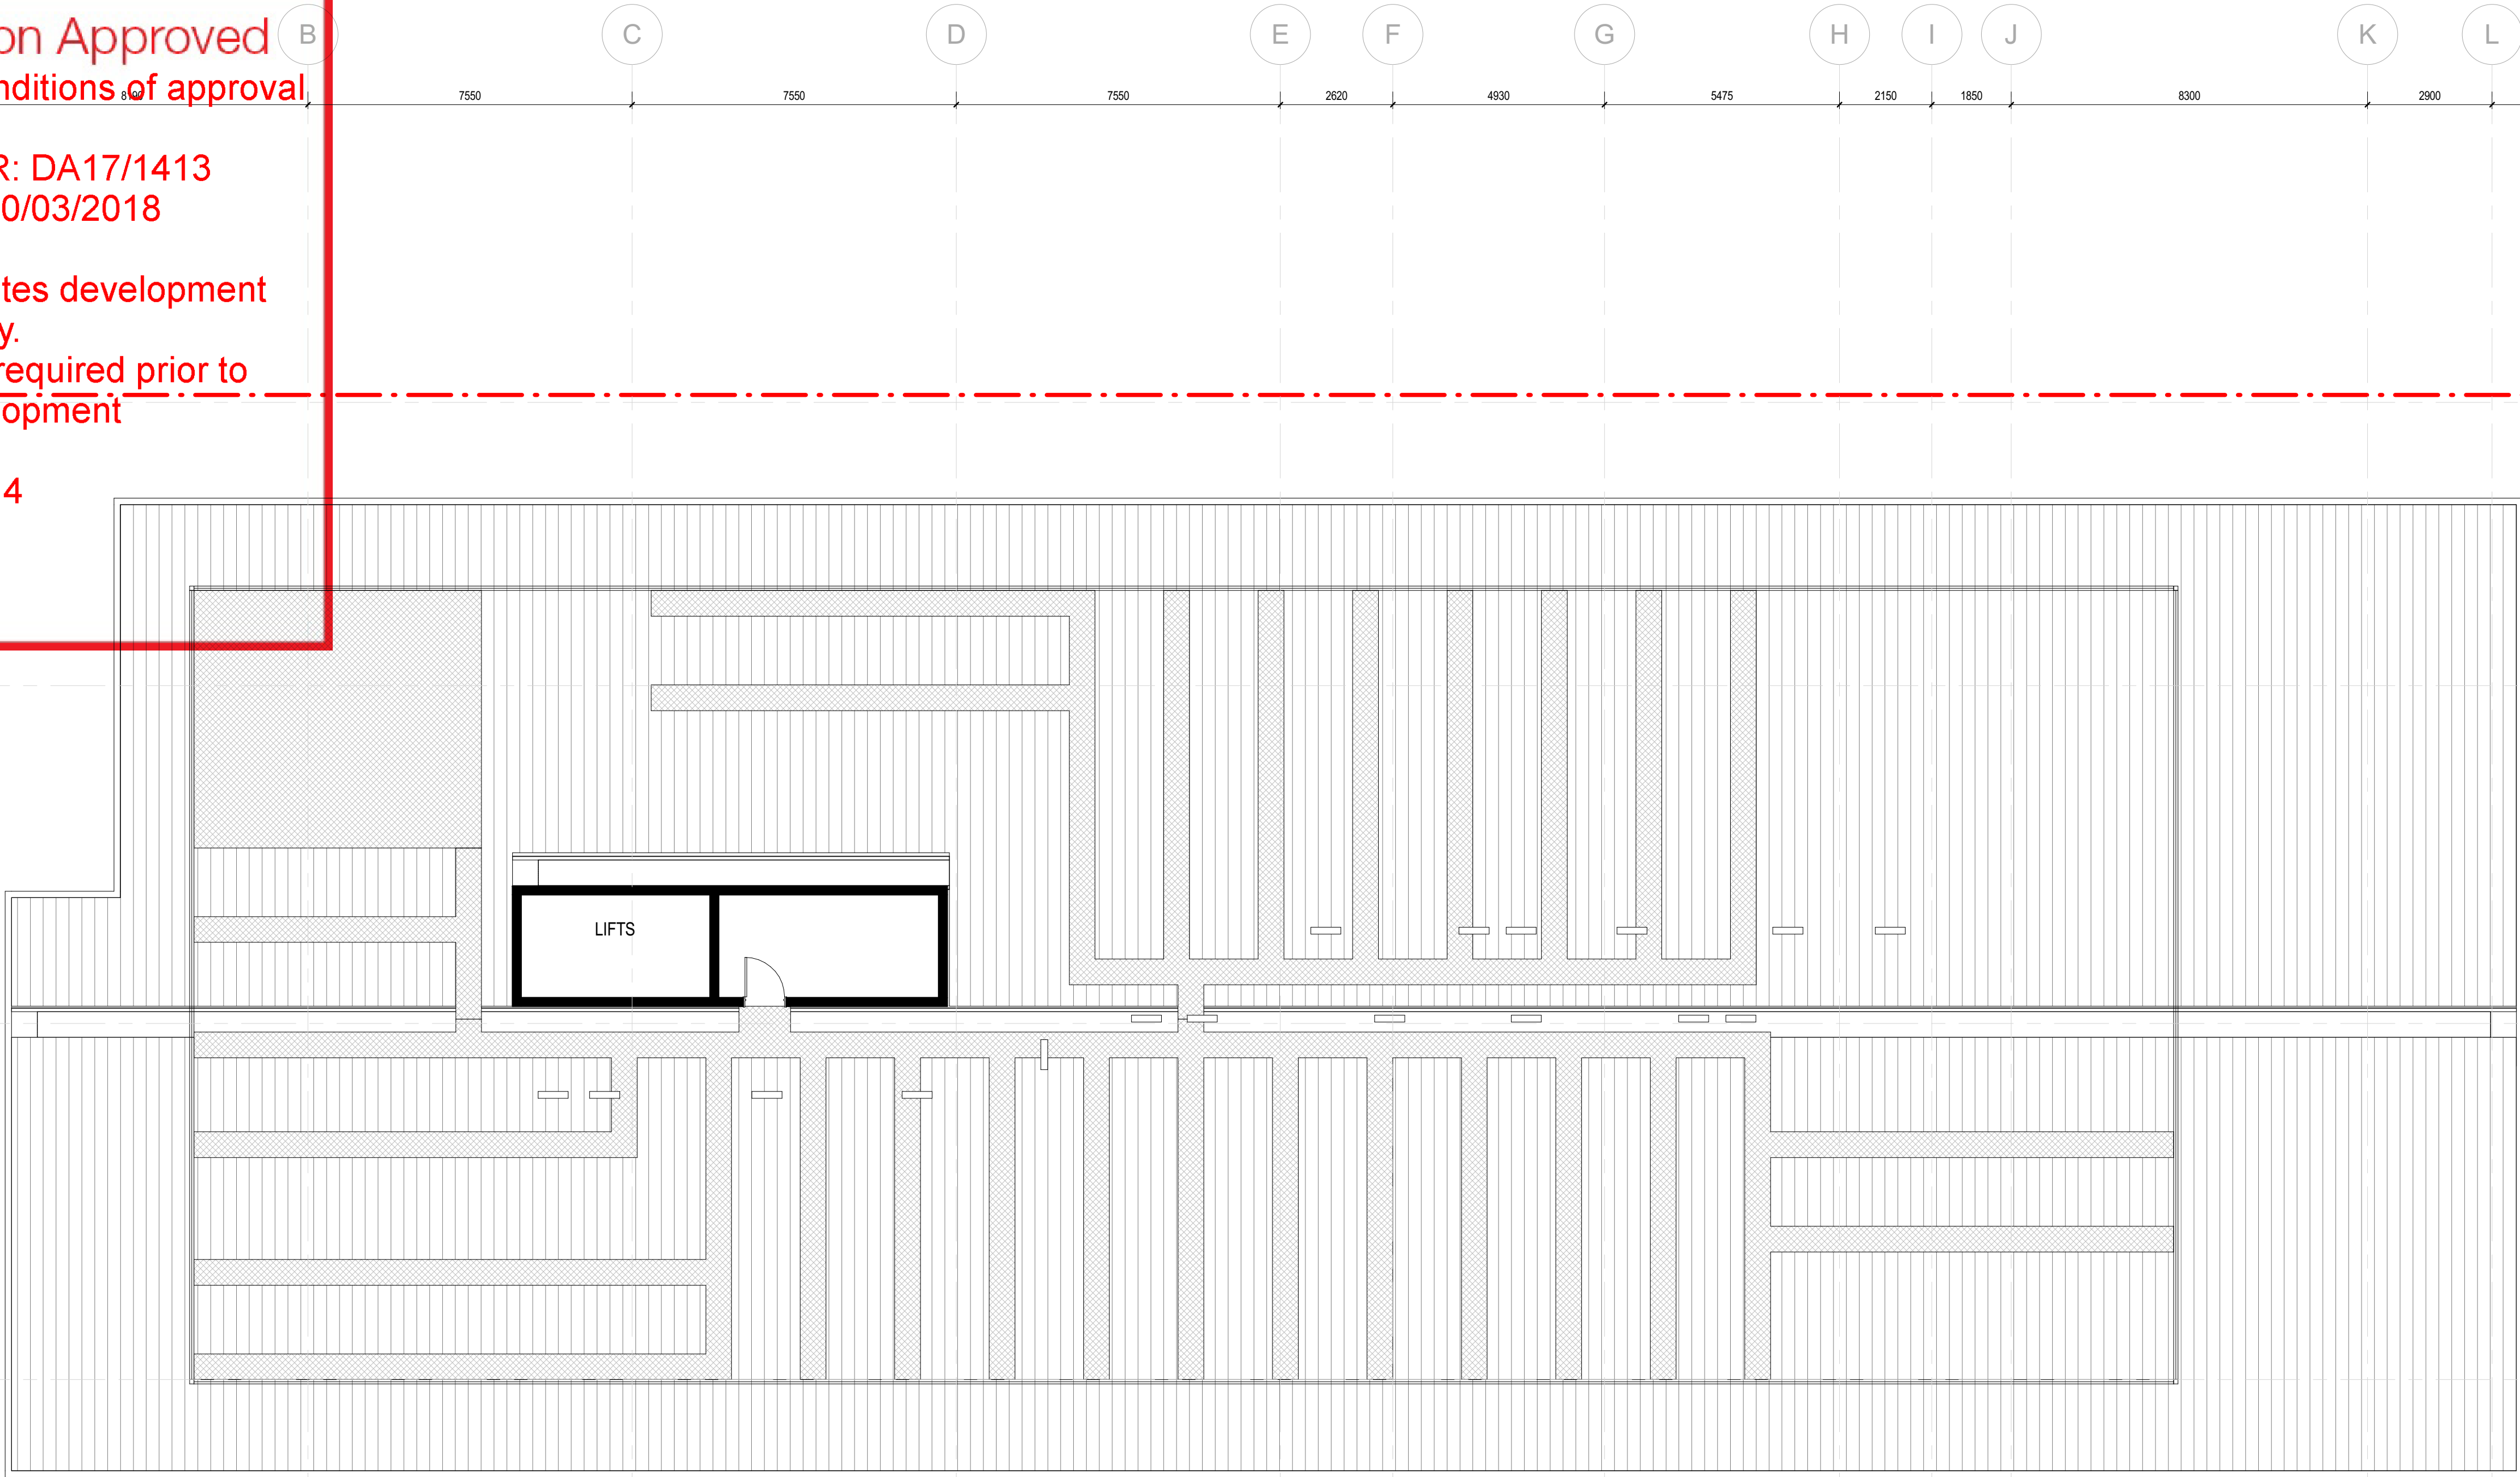 on Approved
nditions of approval
R: DA17/1413
0/03/2018
tes development
y.
required prior to
opment
4
B C D E F G H I J K L
8190 7550 7550 7550 2620 4930 5475 2150 1850 8300 2900
LIFTS